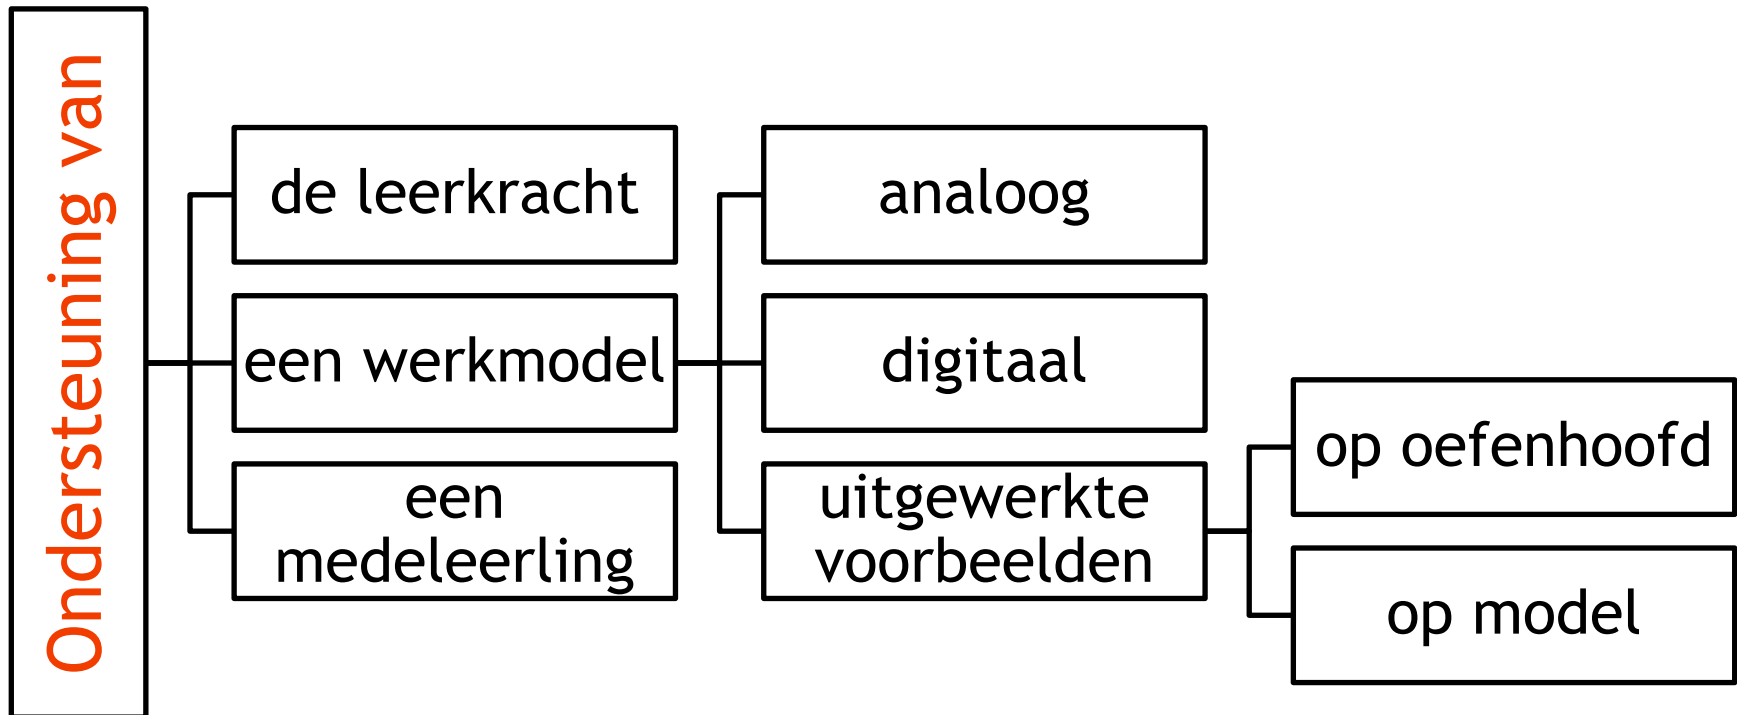 Ondersteuning van
de leerkracht
een werkmodel
een
medeleerling
analoog
digitaal
uitgewerkte
voorbeelden
op oefenhoofd
op model